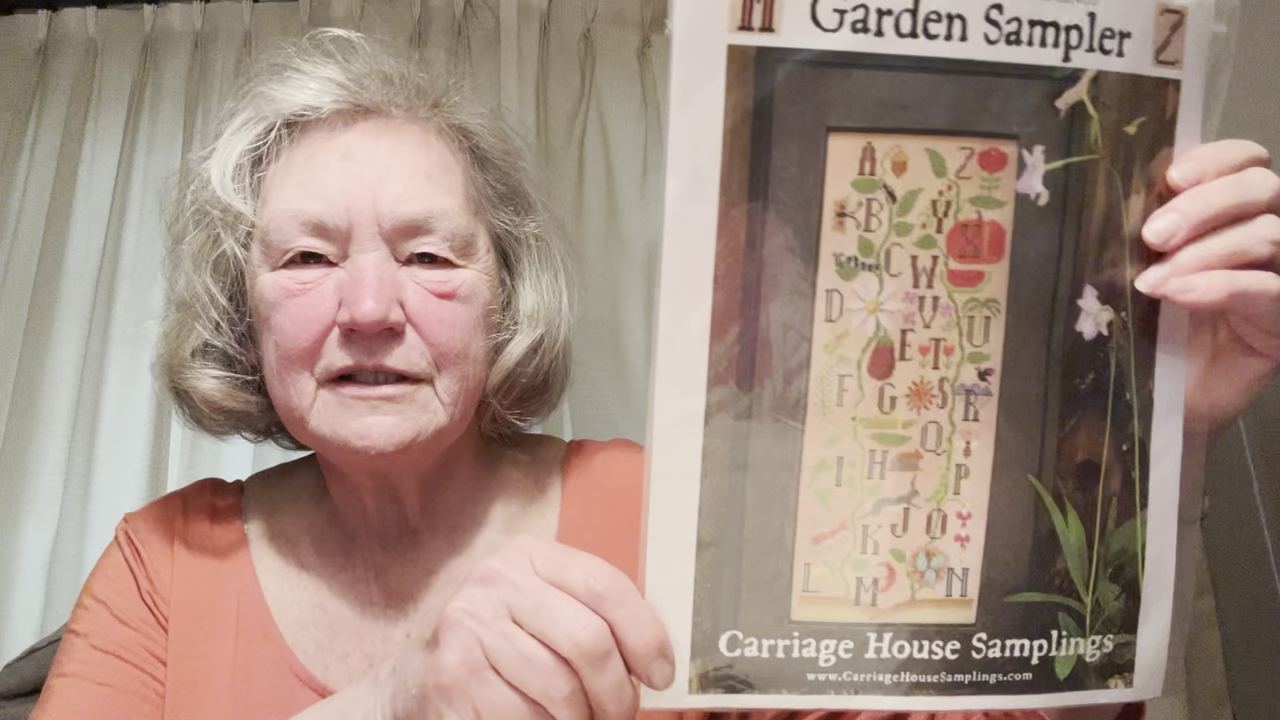 A Garden Sampler Z
A Z
B Y X
C W
D V U
E T
F G S R
Q
I H P
J O
K
L M N
Carriage House Samplings
www.CarriageHouseSamplings.com